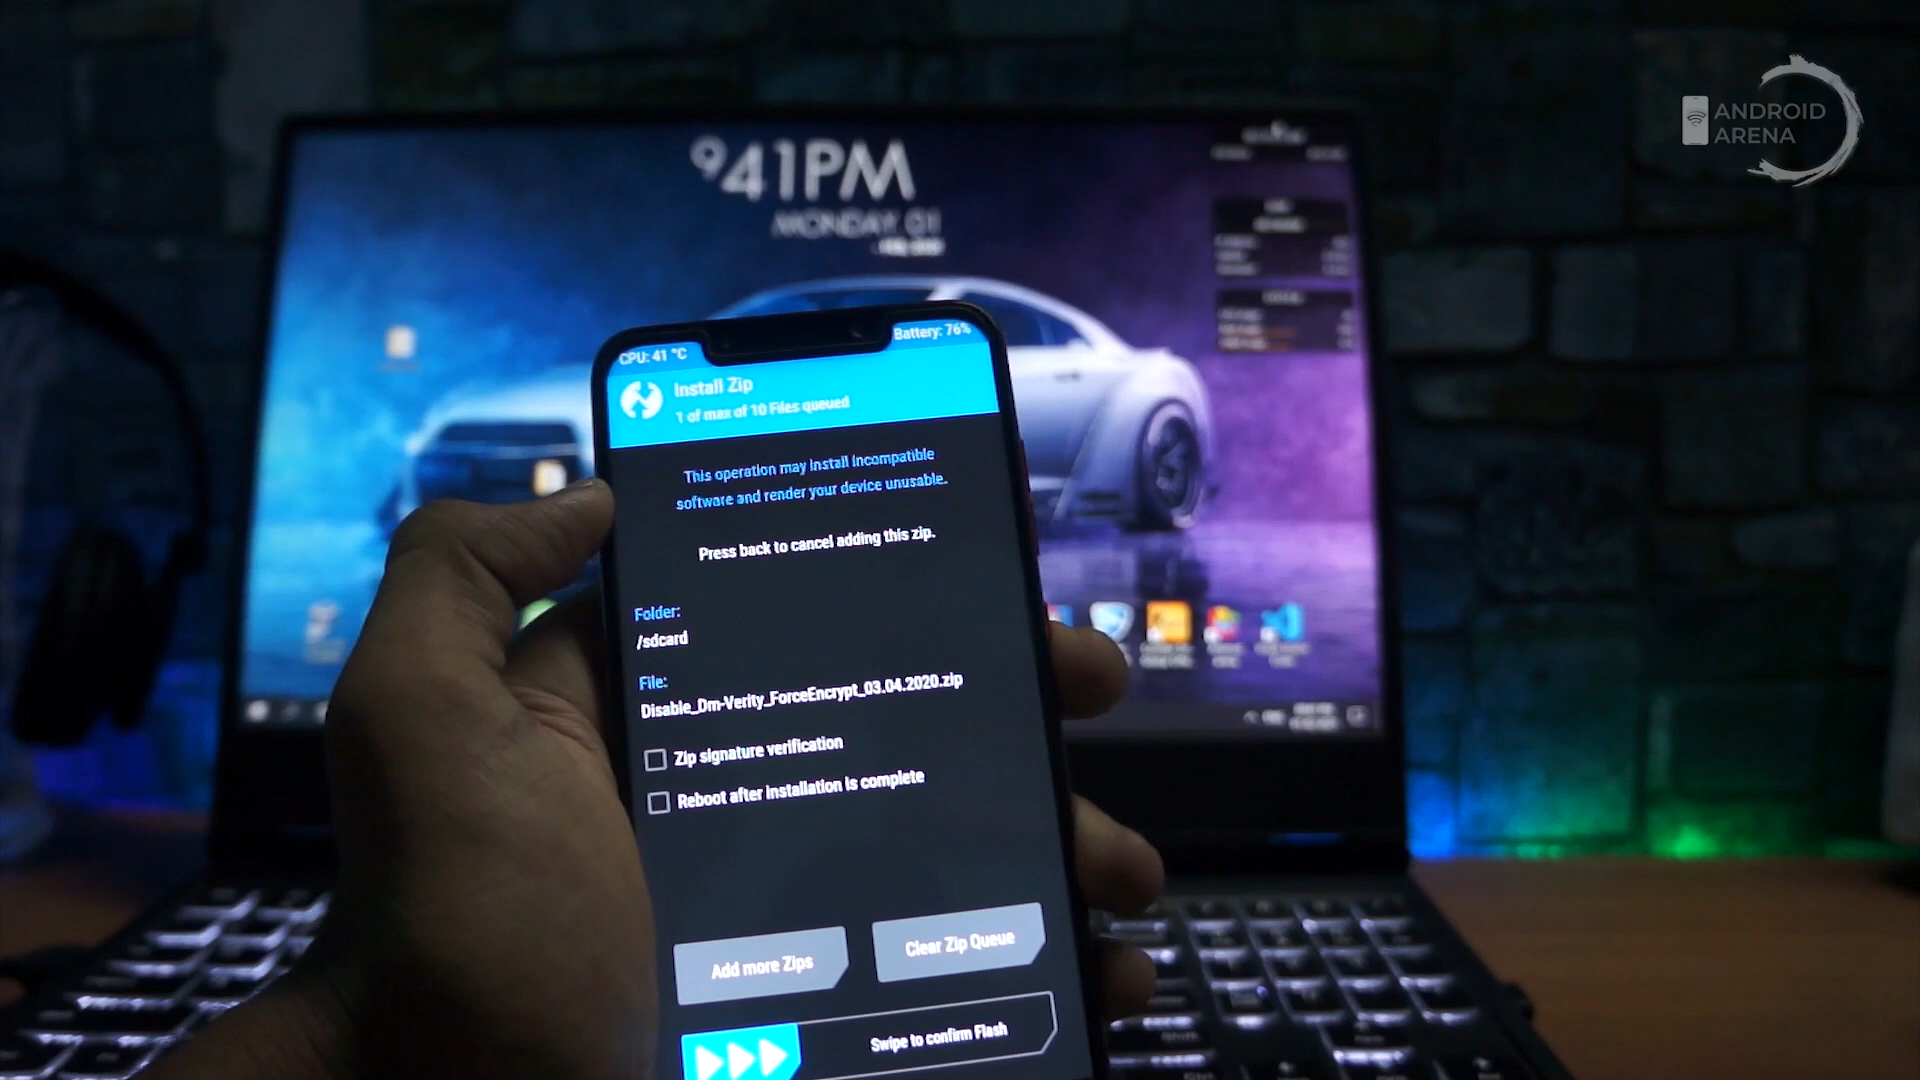 ANDROID
ARENA
941PM
MONDAY, 01
CPU: 41 °C
Battery: 76%
Install Zip
1 of max of 10 Files queued
This operation may install incompatible
software and render your device unusable.
Press back to cancel adding this zip.
Folder:
/sdcard
File:
Disable_Dm-Verity_ForceEncrypt_03.04.2020.zip
Zip signature verification
Reboot after installation is complete
Add more Zips
Clear Zip Queue
Swipe to confirm Flash